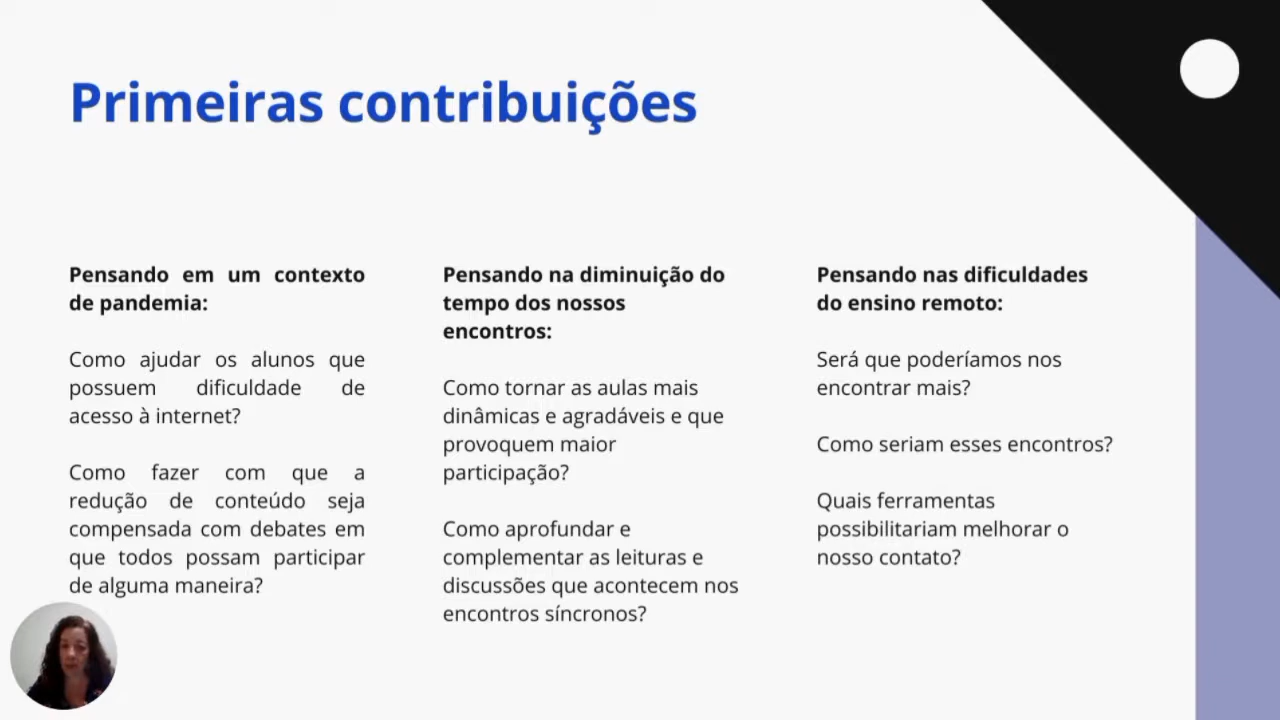 Primeiras contribuições
Pensando em um contexto
de pandemia:
Como ajudar os alunos que
possuem dificuldade de
acesso à internet?
Como fazer com que a
redução de conteúdo seja
compensada com debates em
que todos possam participar
de alguma maneira?
Pensando na diminuição do
tempo dos nossos
encontros:
Como tornar as aulas mais
dinâmicas e agradáveis e que
provoquem maior
participação?
Como aprofundar e
complementar as leituras e
discussões que acontecem nos
encontros síncronos?
Pensando nas dificuldades
do ensino remoto:
Será que poderíamos nos
encontrar mais?
Como seriam esses encontros?
Quais ferramentas
possibilitariam melhorar o
nosso contato?